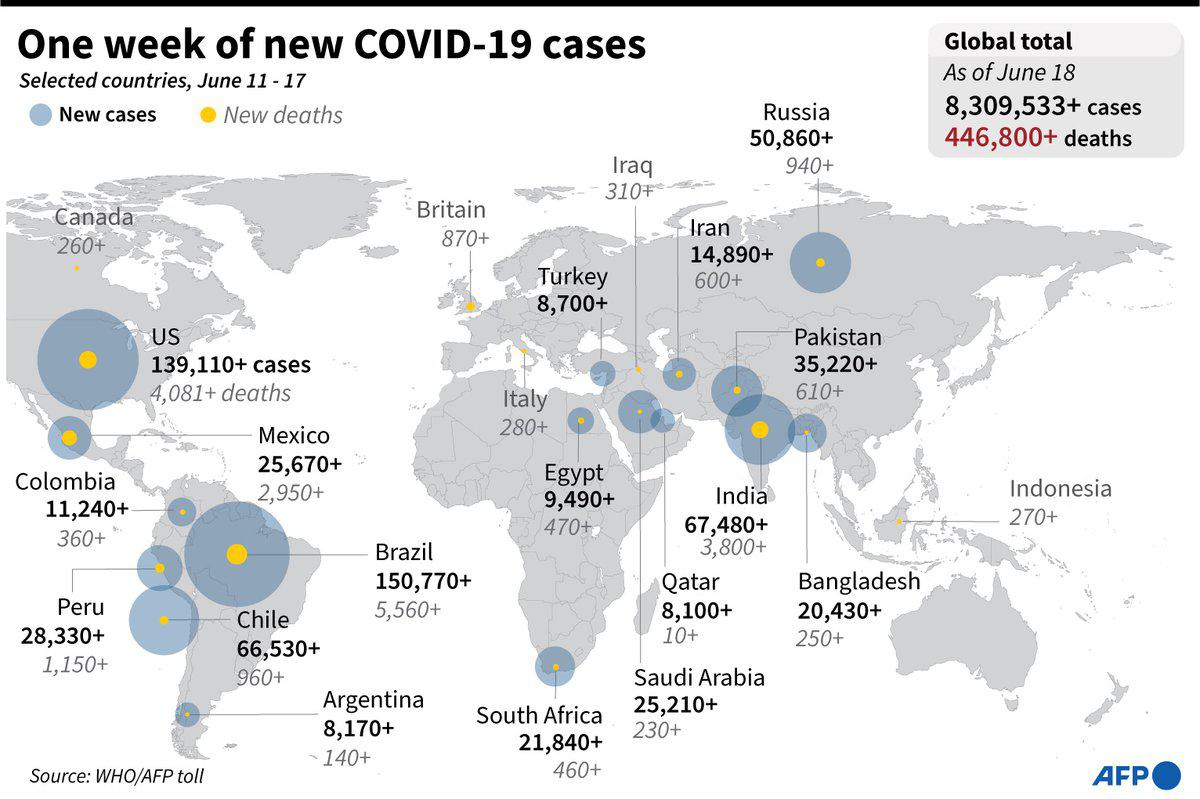 One week of new COVID-19 cases
Selected countries, June 11 - 17
New cases
New deaths
Global total
As of June 18
8,309,533+ cases
446,800+ deaths
Russia
50,860+
940+
Iraq
310+
Canada
260+
Britain
870+
Iran
14,890+
600+
Turkey
8,700+
US
139,110+ cases
4,081+ deaths
Pakistan
35,220+
610+
Italy
280+
Mexico
25,670+
2,950+
Colombia
11,240+
360+
Egypt
9,490+
470+
India
67,480+
3,800+
Indonesia
270+
Brazil
150,770+
5,560+
Qatar
8,100+
10+
Bangladesh
20,430+
250+
Peru
28,330+
1,150+
Chile
66,530+
960+
Saudi Arabia
25,210+
230+
Argentina
8,170+
140+
South Africa
21,840+
460+
Source: WHO/AFP toll
AFP